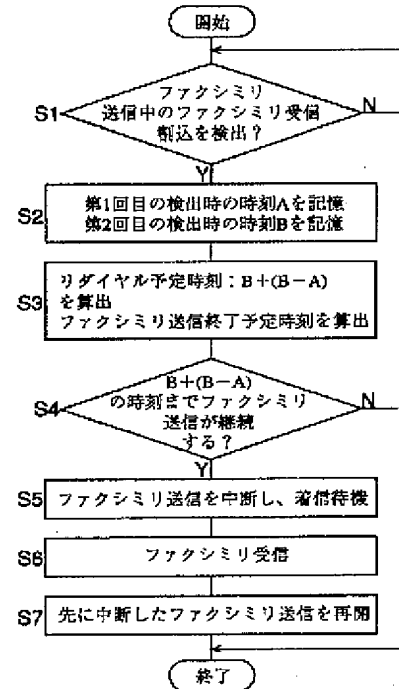 開始
S1
ファクシミリ
送信中のファクシミリ受信
割込を検出？
N
Y
S2
第1回目の検出時の時刻Aを記憶
第2回目の検出時の時刻Bを記憶
S3
リダイヤル予定時刻：B＋(B－A)
を算出
ファクシミリ送信終了予定時刻を算出
S4
B＋(B－A)
の時刻までファクシミリ
送信が継続
する？
N
Y
S5
ファクシミリ送信を中断し、着信待機
S6
ファクシミリ受信
S7
先に中断したファクシミリ送信を再開
終了